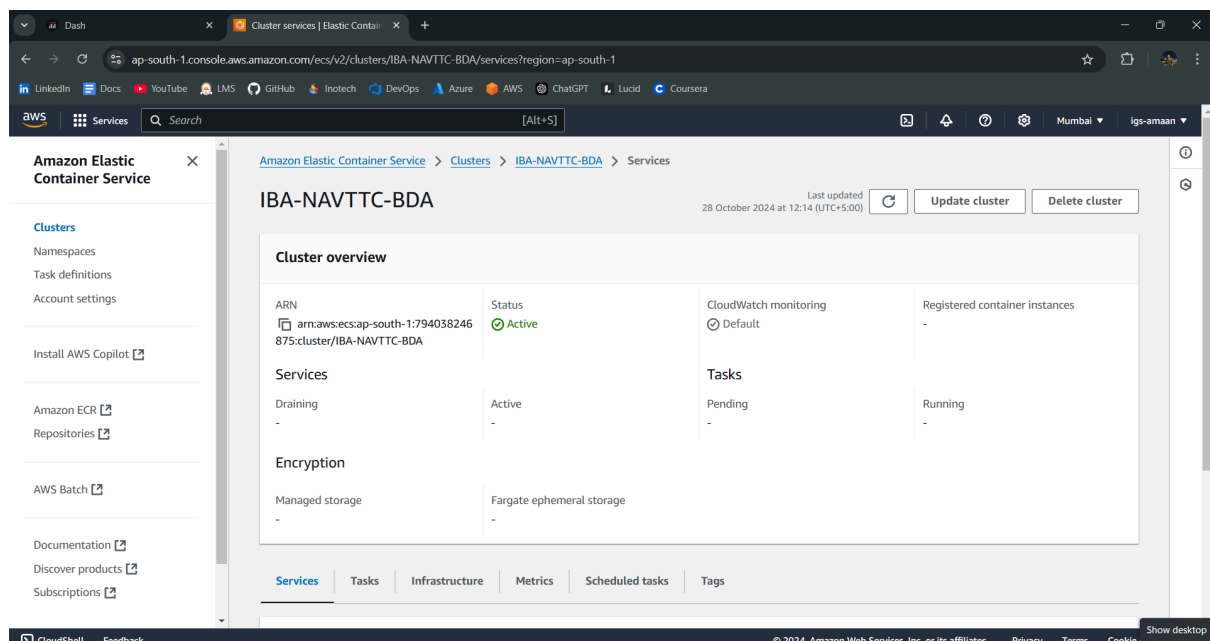 Dash
Cluster services | Elastic Contain
ap-south-1.console.aws.amazon.com/ecs/v2/clusters/IBA-NAVTTC-BDA/services?region=ap-south-1
LinkedIn Docs YouTube LMS GitHub Inotech DevOps Azure AWS ChatGPT Lucid Coursera
aws Services Search [Alt+S] Mumbai igs-amaan
Amazon Elastic
Container Service
Clusters
Namespaces
Task definitions
Account settings
Install AWS Copilot
Amazon ECR
Repositories
AWS Batch
Documentation
Discover products
Subscriptions
Amazon Elastic Container Service > Clusters > IBA-NAVTTC-BDA > Services
IBA-NAVTTC-BDA
Last updated
28 October 2024 at 12:14 (UTC+5:00)
Update cluster
Delete cluster
Cluster overview
ARN
arn:aws:ecs:ap-south-1:794038246
875:cluster/IBA-NAVTTC-BDA
Status
Active
CloudWatch monitoring
Default
Registered container instances
-
Services
Draining
-
Active
-
Tasks
Pending
-
Running
-
Encryption
Managed storage
-
Fargate ephemeral storage
-
Services Tasks Infrastructure Metrics Scheduled tasks Tags
CloudShell Feedback © 2024, Amazon Web Services, Inc. or its affiliates. Privacy Terms Cookie
Show desktop